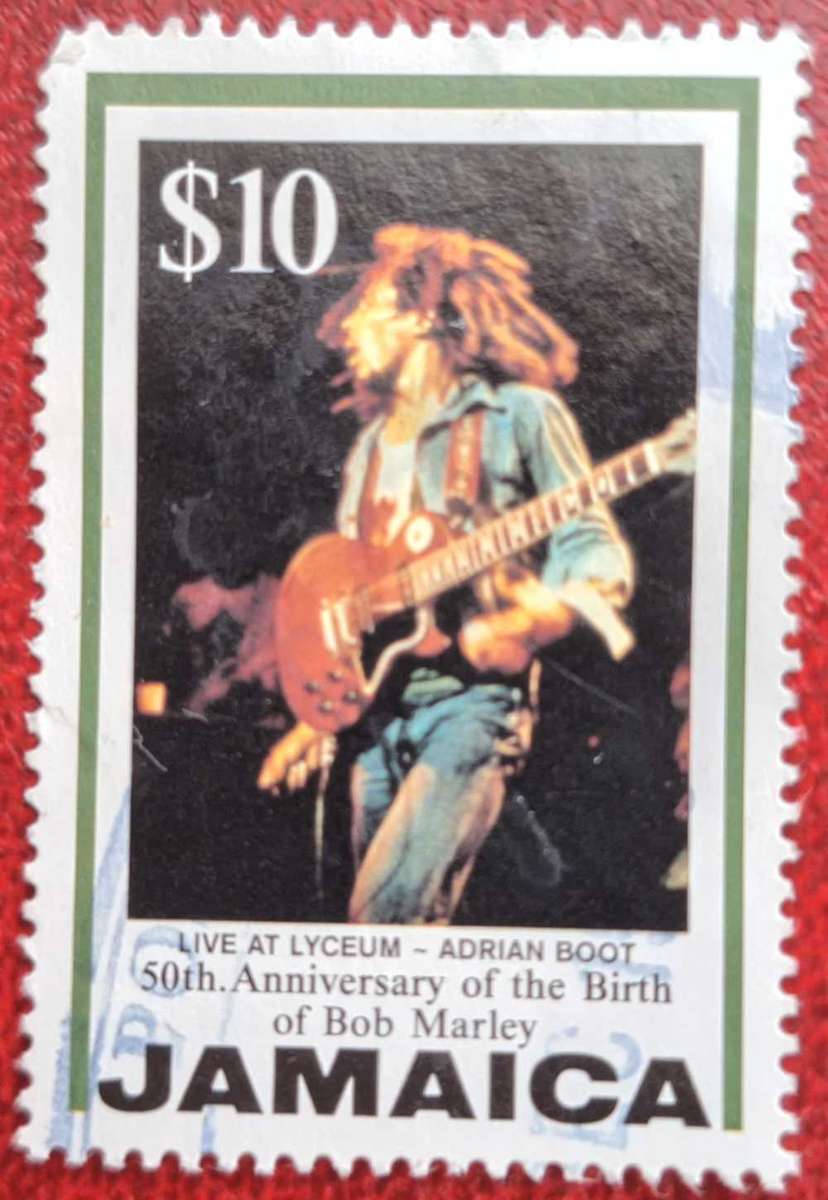 $10
LIVE AT LYCEUM ~ ADRIAN BOOT
50th. Anniversary of the Birth
of Bob Marley
JAMAICA